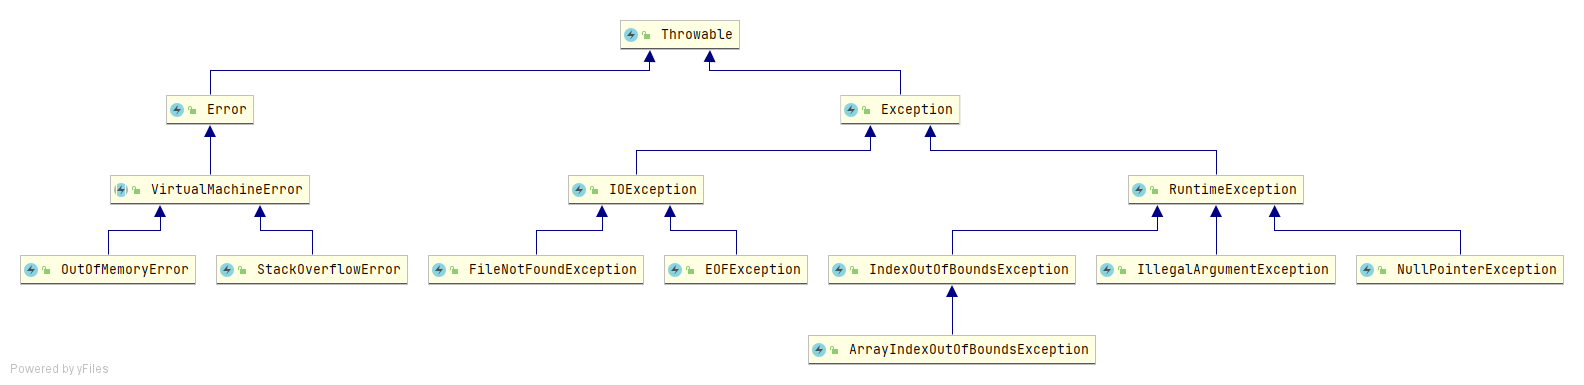 Throwable
Error
Exception
VirtualMachineError
IOException
RuntimeException
OutOfMemoryError
StackOverflowError
FileNotFoundException
EOFException
IndexOutOfBoundsException
IllegalArgumentException
NullPointerException
ArrayIndexOutOfBoundsException
Powered by yFiles